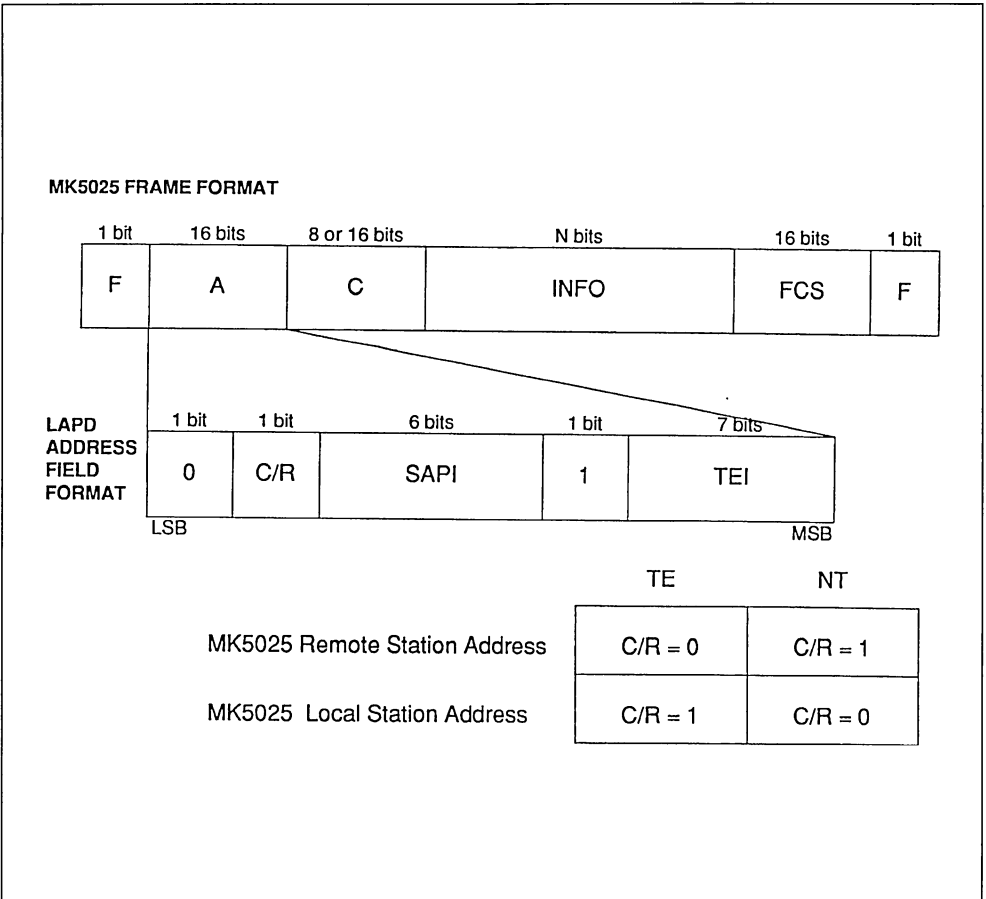 MK5025 FRAME FORMAT
1 bit 16 bits 8 or 16 bits N bits 16 bits 1 bit
F A C INFO FCS F
LAPD ADDRESS FIELD FORMAT
1 bit 1 bit 6 bits 1 bit 7 bits
0 C/R SAPI 1 TEI
LSB MSB
TE NT
MK5025 Remote Station Address C/R = 0 C/R = 1
MK5025 Local Station Address C/R = 1 C/R = 0